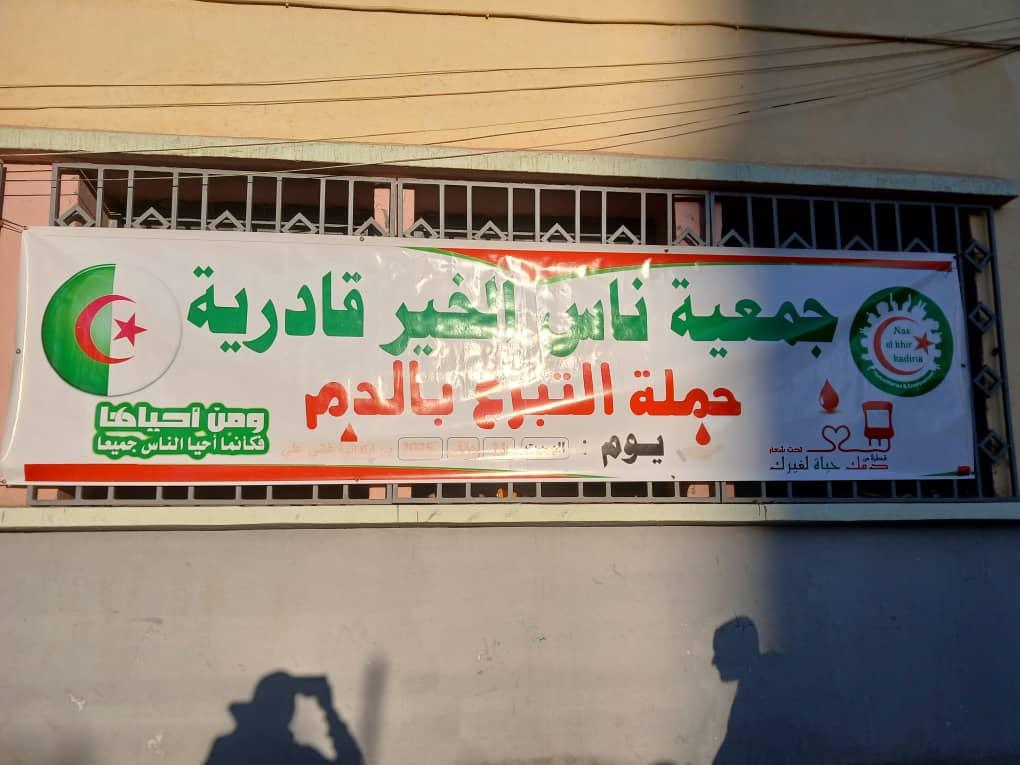 جمعية ناس الخير قادرية
Nas
el khir
kadiria
حملة التبرع بالدم
ومن أحياها
فكأنما أحيا الناس جميعا
يوم :
2025
تحت شعار
قطرة من
دمك حياة لغيرك